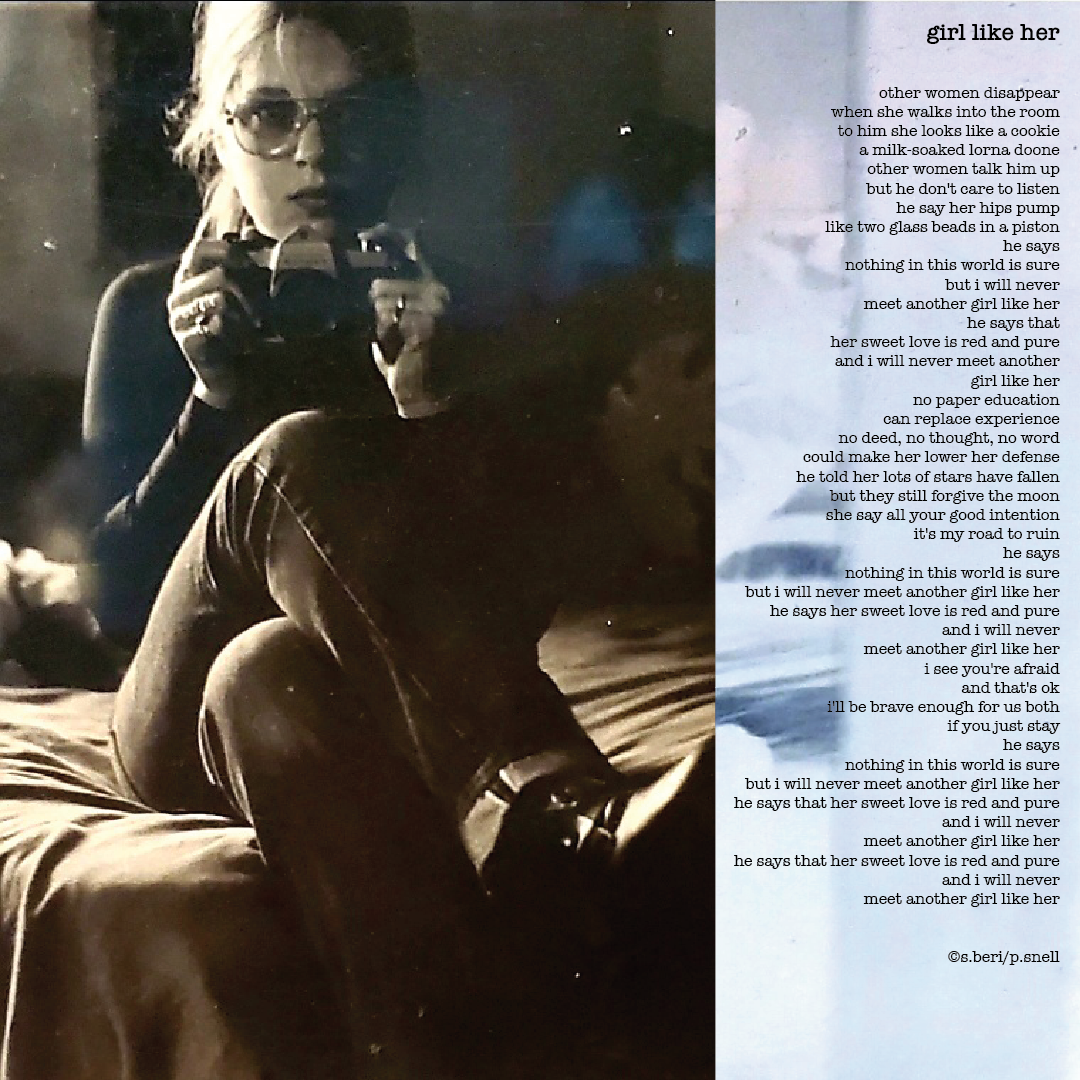 girl like her
other women disappear
when she walks into the room
to him she looks like a cookie
a milk-soaked lorna doone
other women talk him up
but he don't care to listen
he say her hips pump
like two glass beads in a piston
he says
nothing in this world is sure
but i will never
meet another girl like her
he says that
her sweet love is red and pure
and i will never meet another
girl like her
no paper education
can replace experience
no deed, no thought, no word
could make her lower her defense
he told her lots of stars have fallen
but they still forgive the moon
she say all your good intention
it's my road to ruin
he says
nothing in this world is sure
but i will never meet another girl like her
he says her sweet love is red and pure
and i will never
meet another girl like her
i see you're afraid
and that's ok
i'll be brave enough for us both
if you just stay
he says
nothing in this world is sure
but i will never meet another girl like her
he says that her sweet love is red and pure
and i will never
meet another girl like her
he says that her sweet love is red and pure
and i will never
meet another girl like her
©s.beri/p.snell